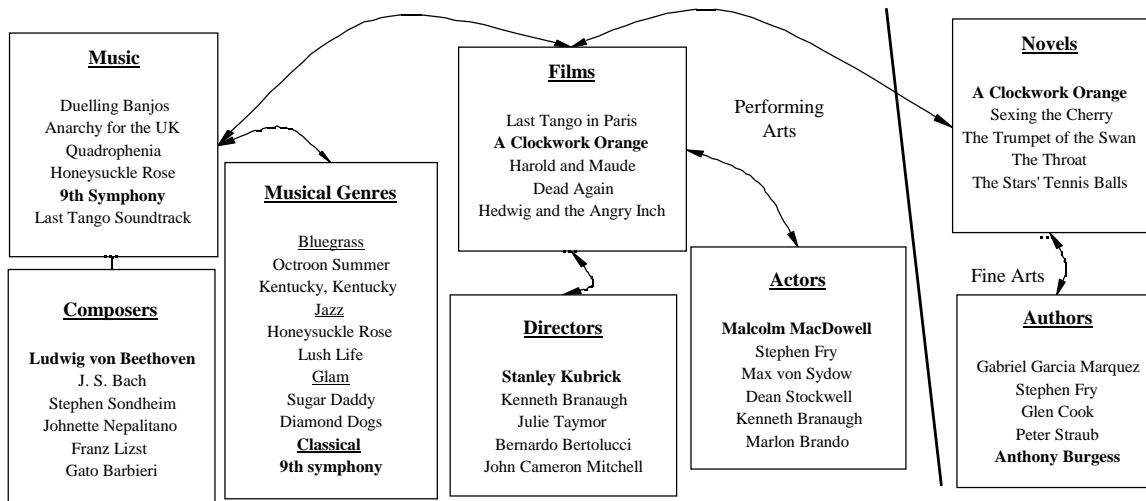 Music
Duelling Banjos
Anarchy for the UK
Quadrophenia
Honeysuckle Rose
9th Symphony
Last Tango Soundtrack
Composers
Ludwig von Beethoven
J. S. Bach
Stephen Sondheim
Johnette Nepalitano
Franz Lizst
Gato Barbieri
Musical Genres
Bluegrass
Octroon Summer
Kentucky, Kentucky
Jazz
Honeysuckle Rose
Lush Life
Glam
Sugar Daddy
Diamond Dogs
Classical
9th symphony
Films
Last Tango in Paris
A Clockwork Orange
Harold and Maude
Dead Again
Hedwig and the Angry Inch
Directors
Stanley Kubrick
Kenneth Branaugh
Julie Taymor
Bernardo Bertolucci
John Cameron Mitchell
Performing
Arts
Actors
Malcolm MacDowell
Stephen Fry
Max von Sydow
Dean Stockwell
Kenneth Branaugh
Marlon Brando
Novels
A Clockwork Orange
Sexing the Cherry
The Trumpet of the Swan
The Throat
The Stars' Tennis Balls
Fine Arts
Authors
Gabriel Garcia Marquez
Stephen Fry
Glen Cook
Peter Straub
Anthony Burgess